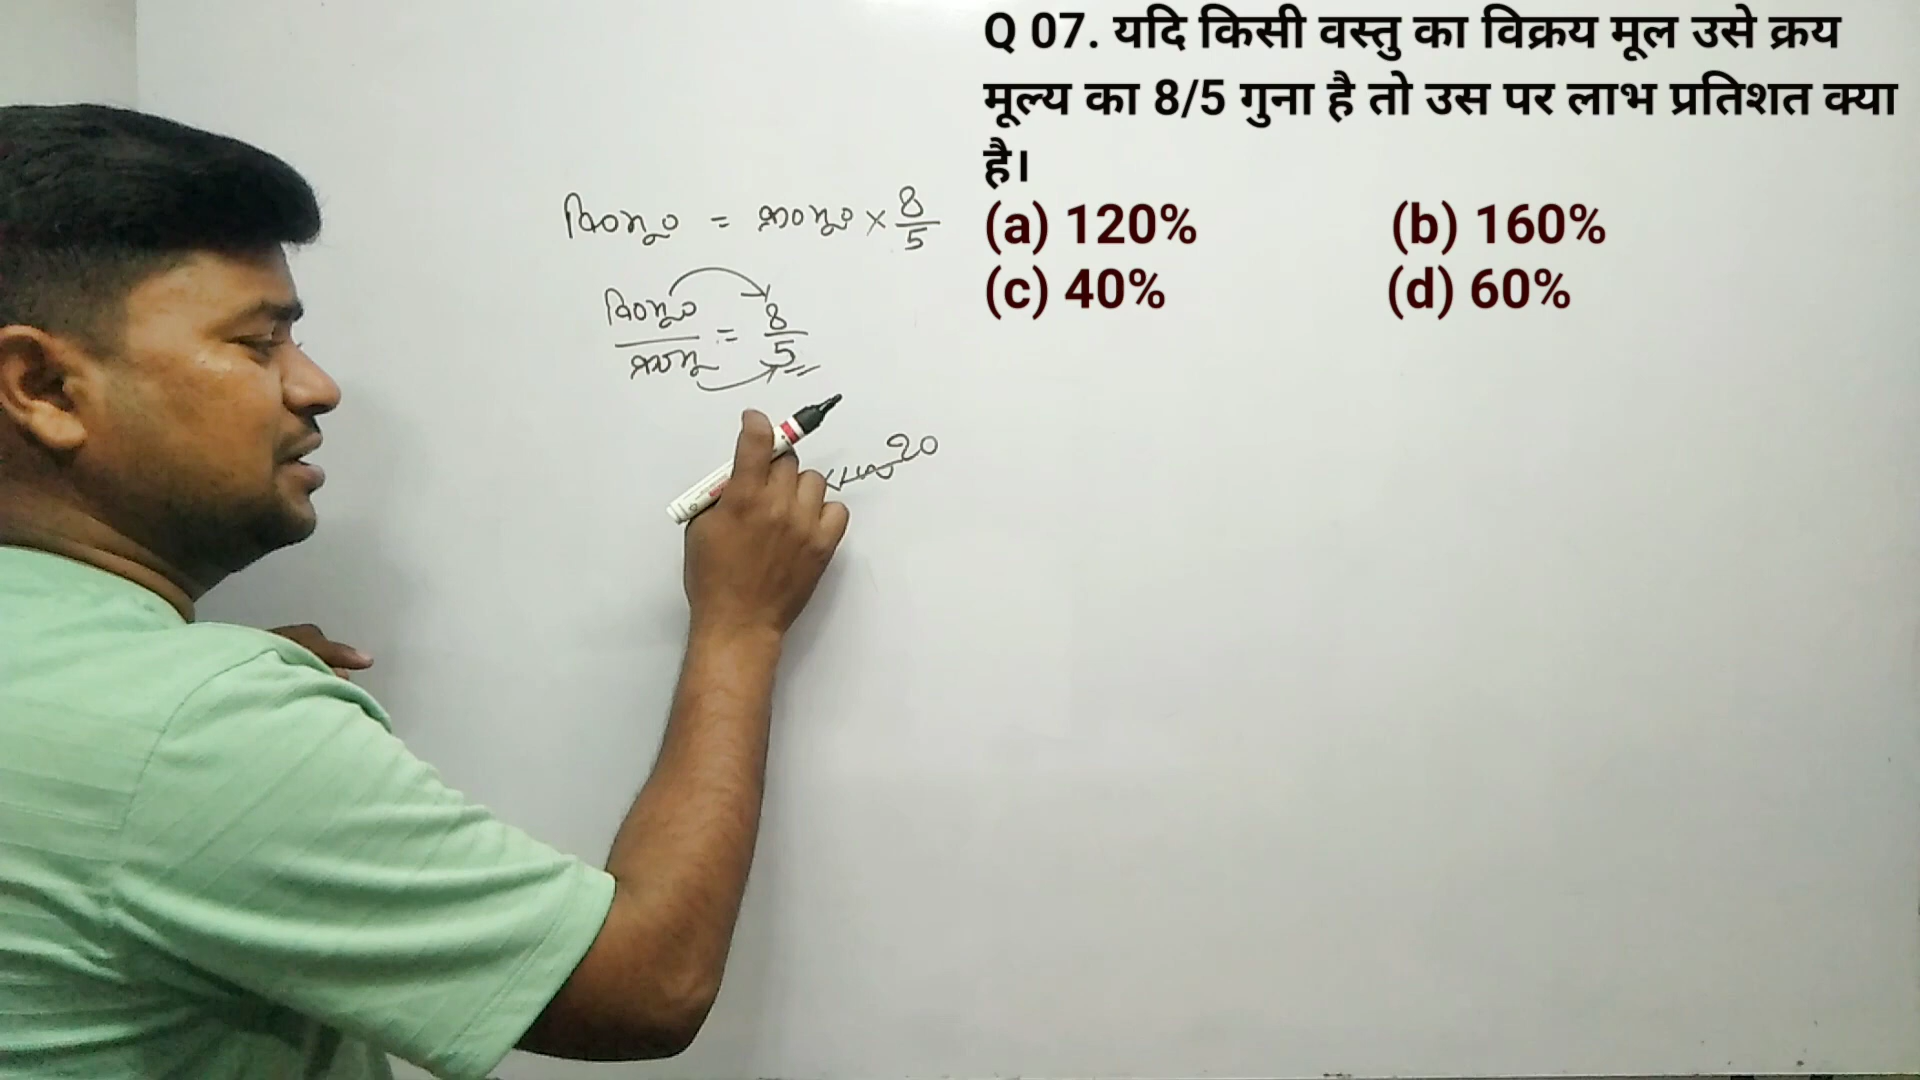 Q 07. यदि किसी वस्तु का विक्रय मूल उसे क्रय
मूल्य का 8/5 गुना है तो उस पर लाभ प्रतिशत क्या
है।
(a) 120% (b) 160%
(c) 40% (d) 60%
वि०मू० = क्र०मू० × 8/5
वि०मू०/क्र०मू = 8/5
20